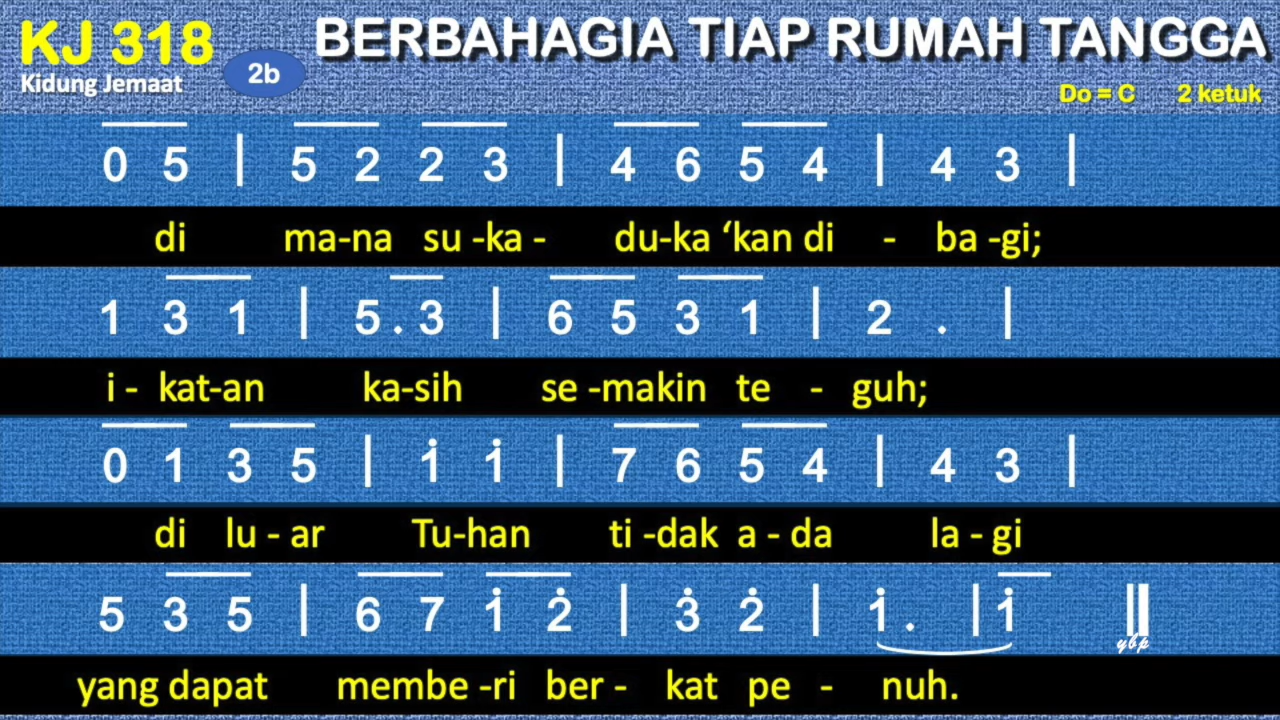 KJ 318
BERBAHAGIA TIAP RUMAH TANGGA
Kidung Jemaat
2b
Do = C 2 ketuk
0 5 | 5 2 2 3 | 4 6 5 4 | 4 3 |
di ma-na su -ka - du-ka ‘kan di - ba -gi;
1 3 1 | 5 . 3 | 6 5 3 1 | 2 . |
i - kat-an ka-sih se -makin te - guh;
0 1 3 5 | 1̇ 1̇ | 7 6 5 4 | 4 3 |
di lu - ar Tu-han ti -dak a - da la - gi
5 3 5 | 6 7 1̇ 2̇ | 3̇ 2̇ | 1̇ . | 1̇ ||
ybp
yang dapat membe -ri ber - kat pe - nuh.